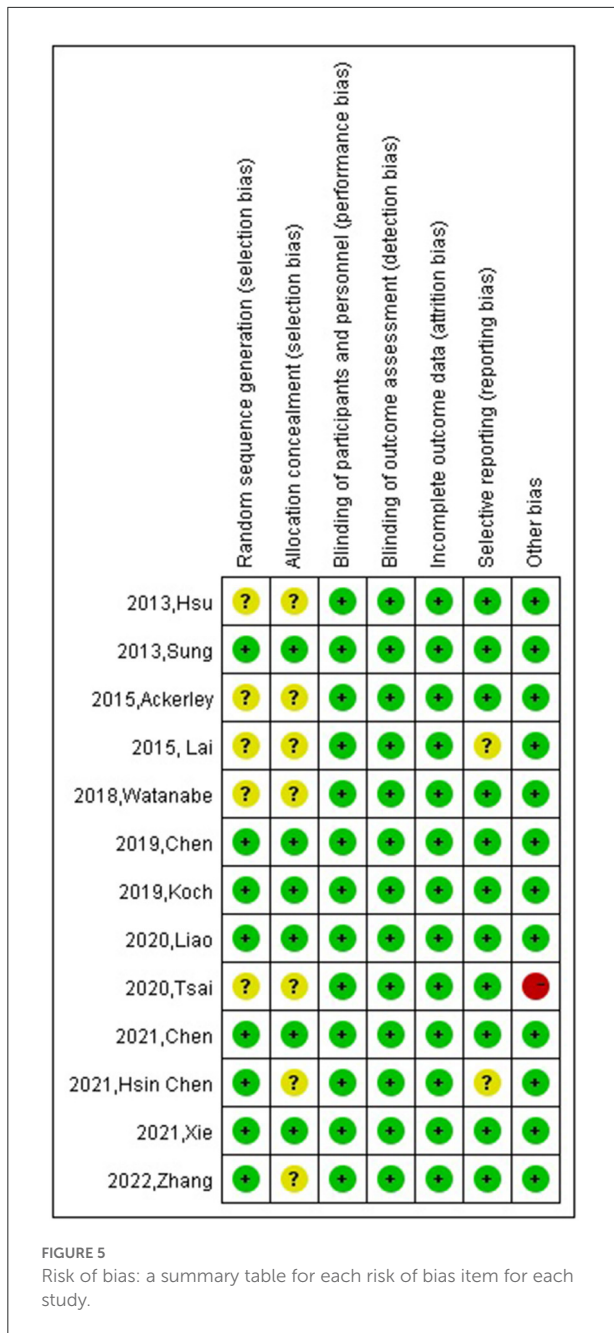 Random sequence generation (selection bias)
Allocation concealment (selection bias)
Blinding of participants and personnel (performance bias)
Blinding of outcome assessment (detection bias)
Incomplete outcome data (attrition bias)
Selective reporting (reporting bias)
Other bias
2013,Hsu ? ? + + + + +
2013,Sung + + + + + + +
2015,Ackerley ? ? + + + + +
2015, Lai ? ? + + + ? +
2018,Watanabe ? ? + + + + +
2019,Chen + + + + + + +
2019,Koch + + + + + + +
2020,Liao + + + + + + +
2020,Tsai ? ? + + + + -
2021,Chen + + + + + + +
2021,Hsin Chen + ? + + + ? +
2021,Xie + + + + + + +
2022,Zhang + ? + + + + +
FIGURE 5
Risk of bias: a summary table for each risk of bias item for each
study.